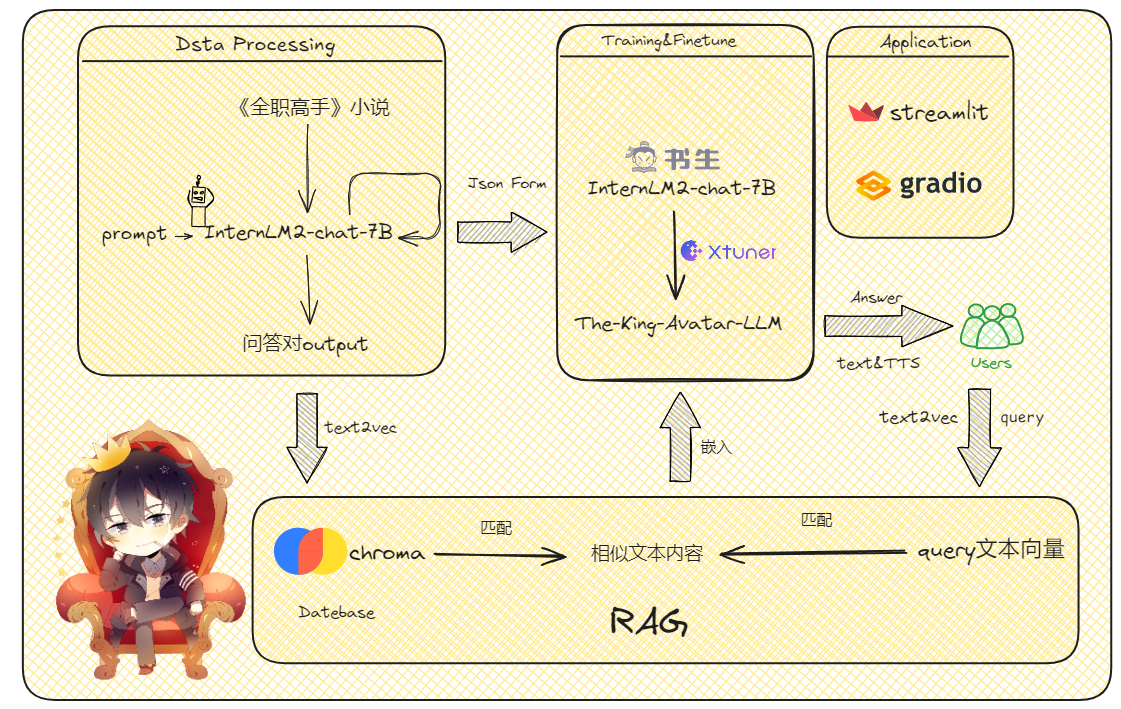 Dsta Processing
《全职高手》小说
prompt
InternLM2-chat-7B
问答对output
Json Form
Training&Finetune
书生
InternLM2-chat-7B
Xtuner
The-King-Avatar-LLM
Application
streamlit
gradio
Answer
text&TTS
Users
text2vec
嵌入
text2vec
query
chroma
匹配
相似文本内容
匹配
query文本向量
Datebase
RAG